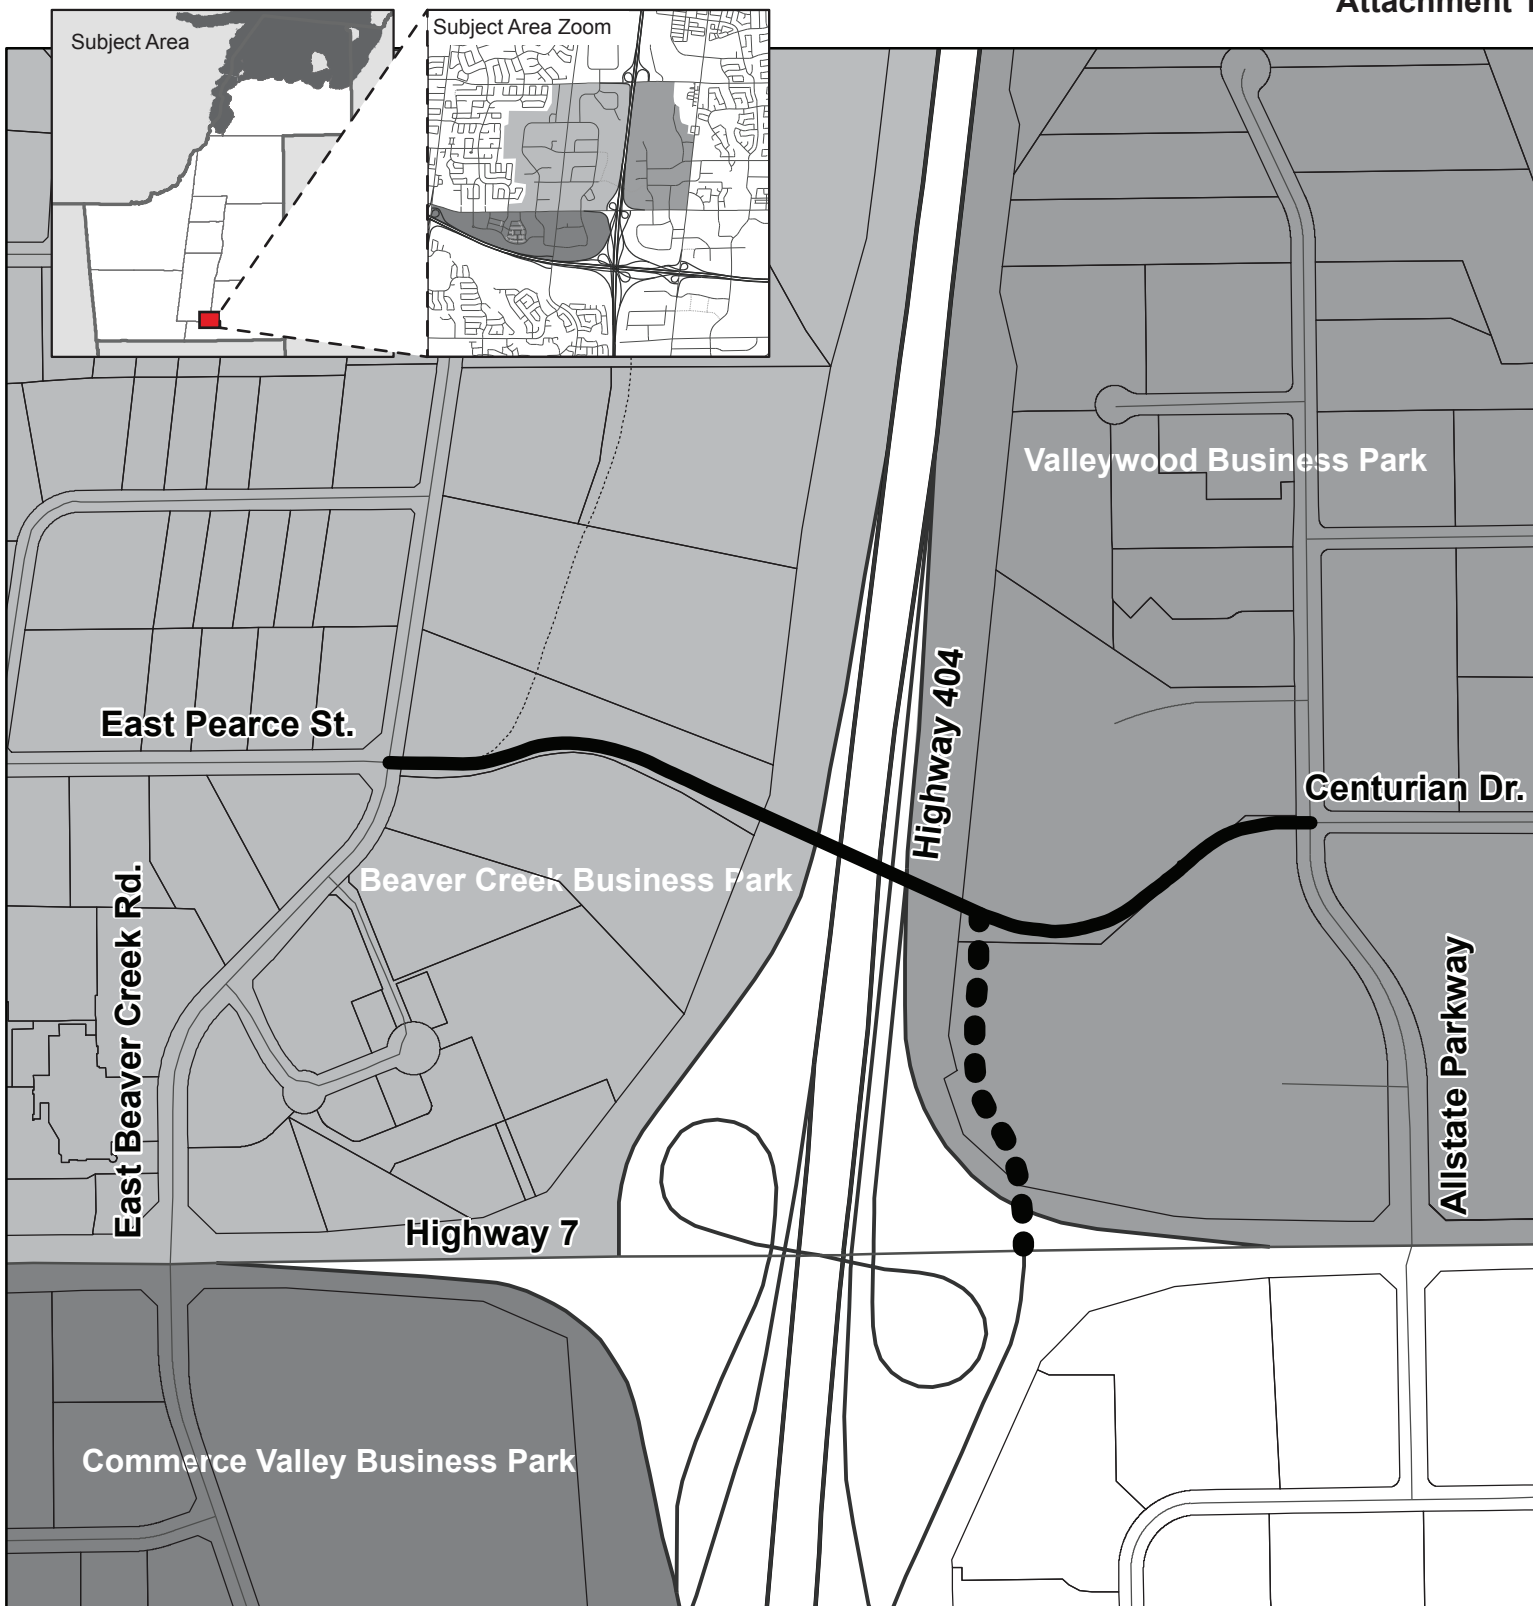 Attachment
Subject Area
Subject Area Zoom
Valleywood Business Park
Highway 404
East Pearce St.
Centurian Dr.
Beaver Creek Business Park
East Beaver Creek Rd.
Allstate Parkway
Highway 7
Commerce Valley Business Park